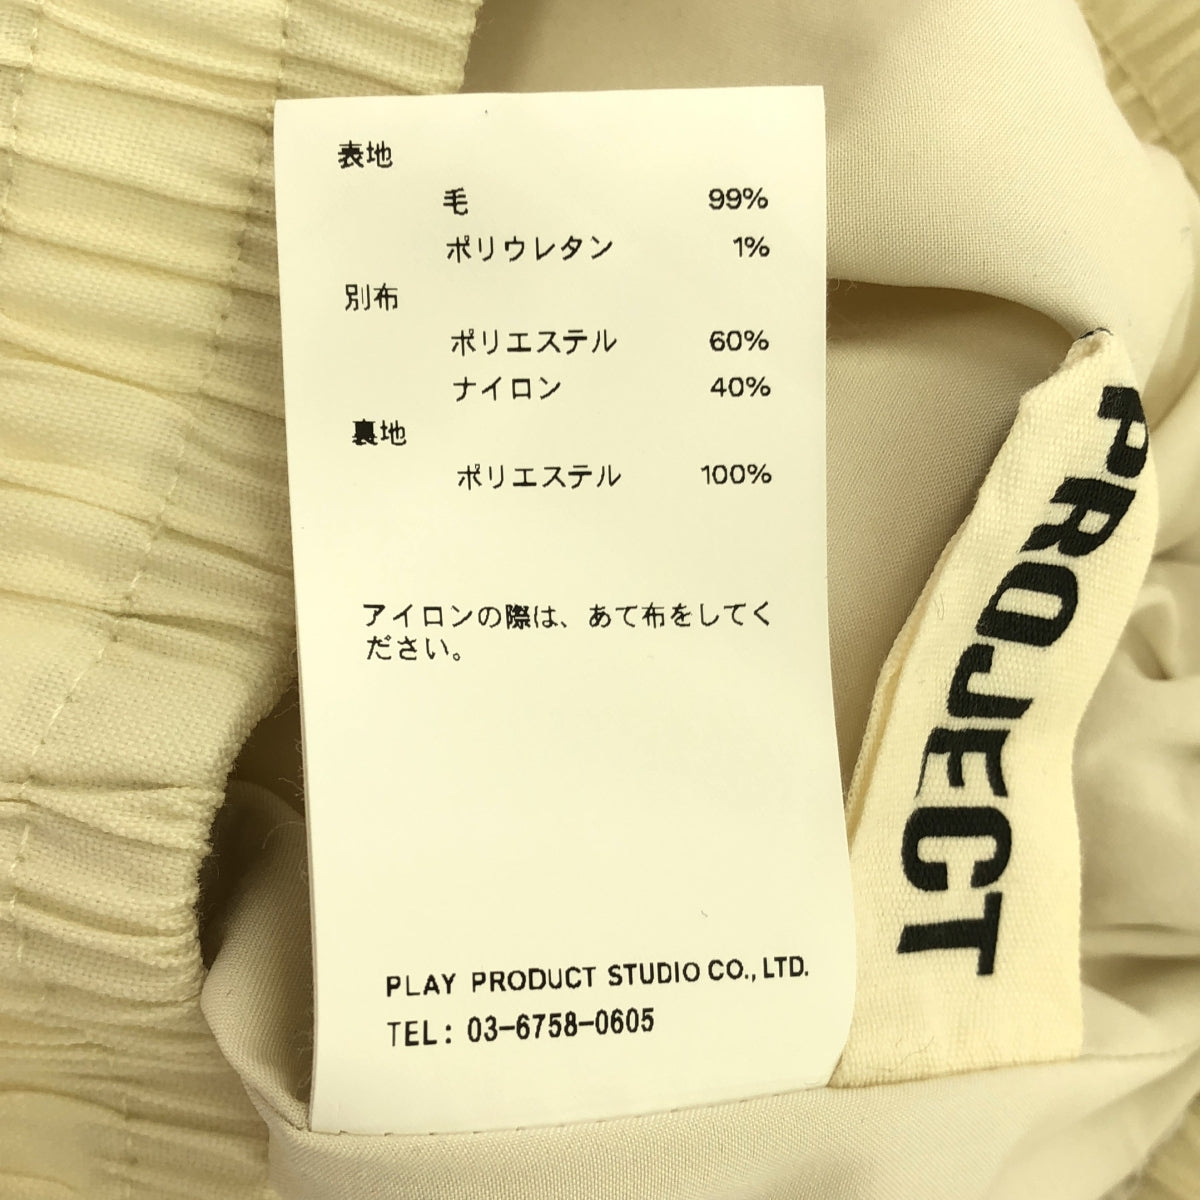 表地
毛 99%
ポリウレタン 1%
別布
ポリエステル 60%
ナイロン 40%
裏地
ポリエステル 100%
アイロンの際は、あて布をしてく
ださい。
PLAY PRODUCT STUDIO CO., LTD.
TEL: 03-6758-0605
PROJECT